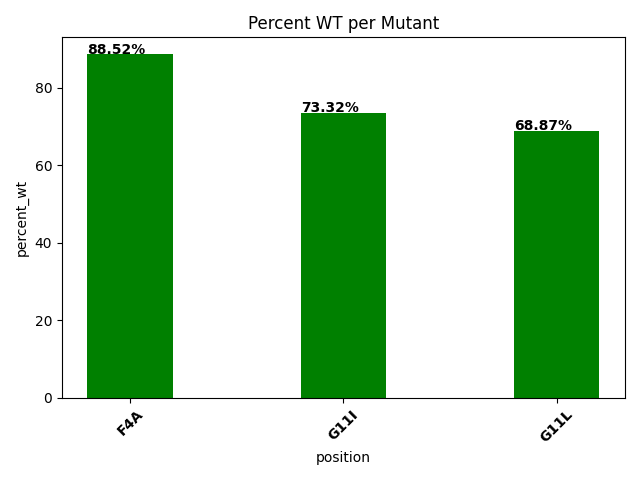 Percent WT per Mutant
88.52%
73.32%
68.87%
80
60
40
20
0
percent_wt
F4A
G11I
G11L
position